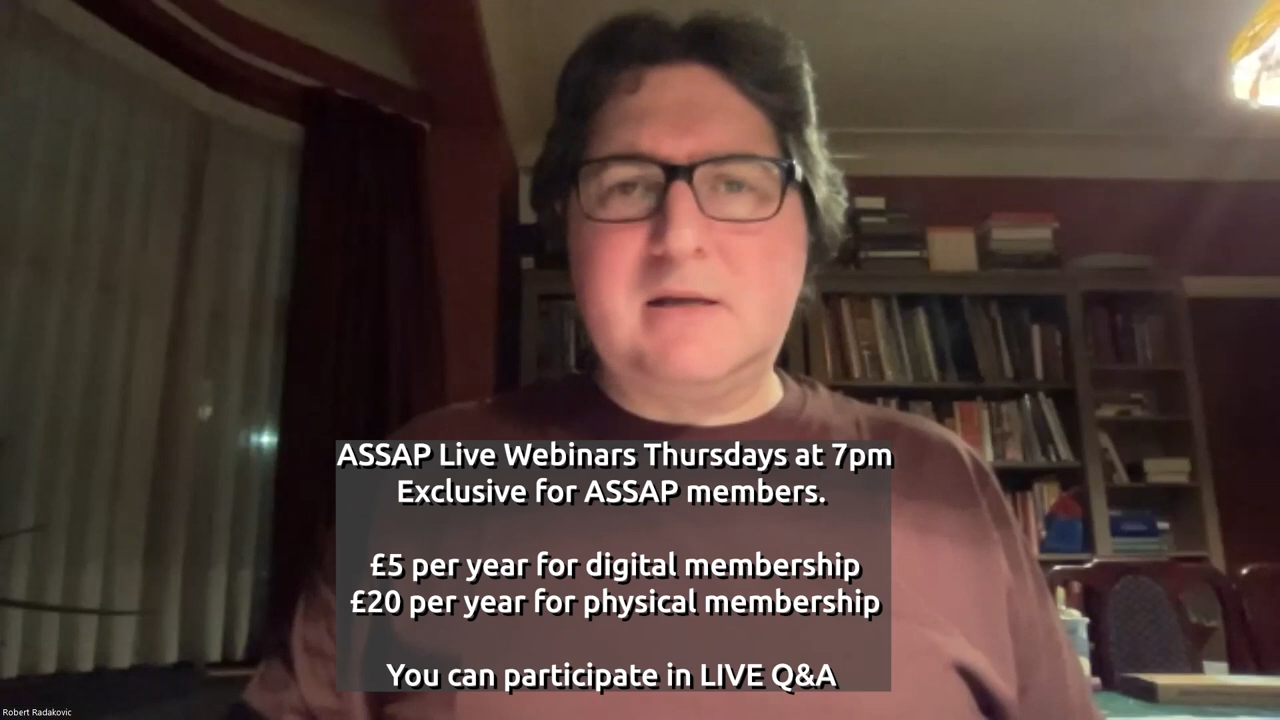 ASSAP Live Webinars Thursdays at 7pm
Exclusive for ASSAP members.
£5 per year for digital membership
£20 per year for physical membership
You can participate in LIVE Q&A
Robert Radakovic